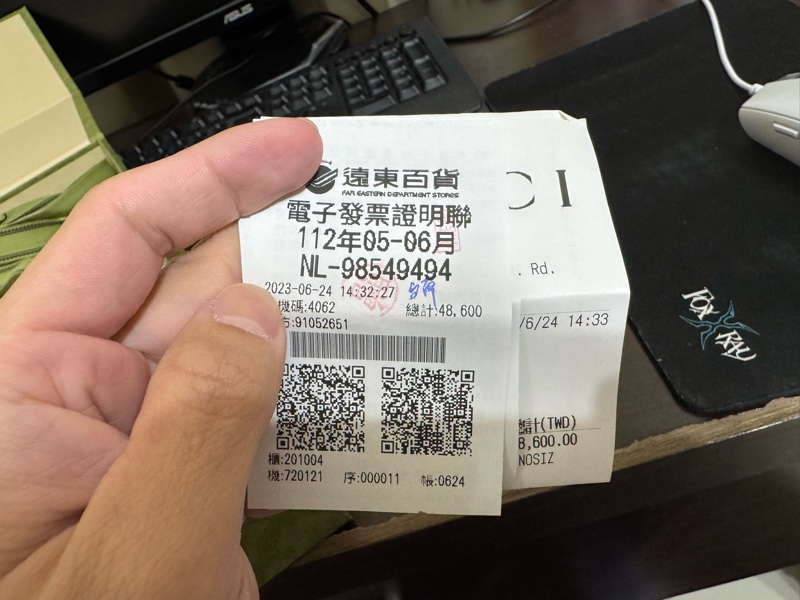 ASUS
遠東百貨
FAR EASTERN DEPARTMENT STORES
電子發票證明聯
112年05-06月
NL-98549494
2023-06-24 14:32:27
機碼:4062
總計:48,600
方:91052651
櫃:201004
機:720121
序:000011
帳:0624
CI
. Rd.
/6/24 14:33
計(TWD)
8,600.00
NOSIZ
FOX
RAY